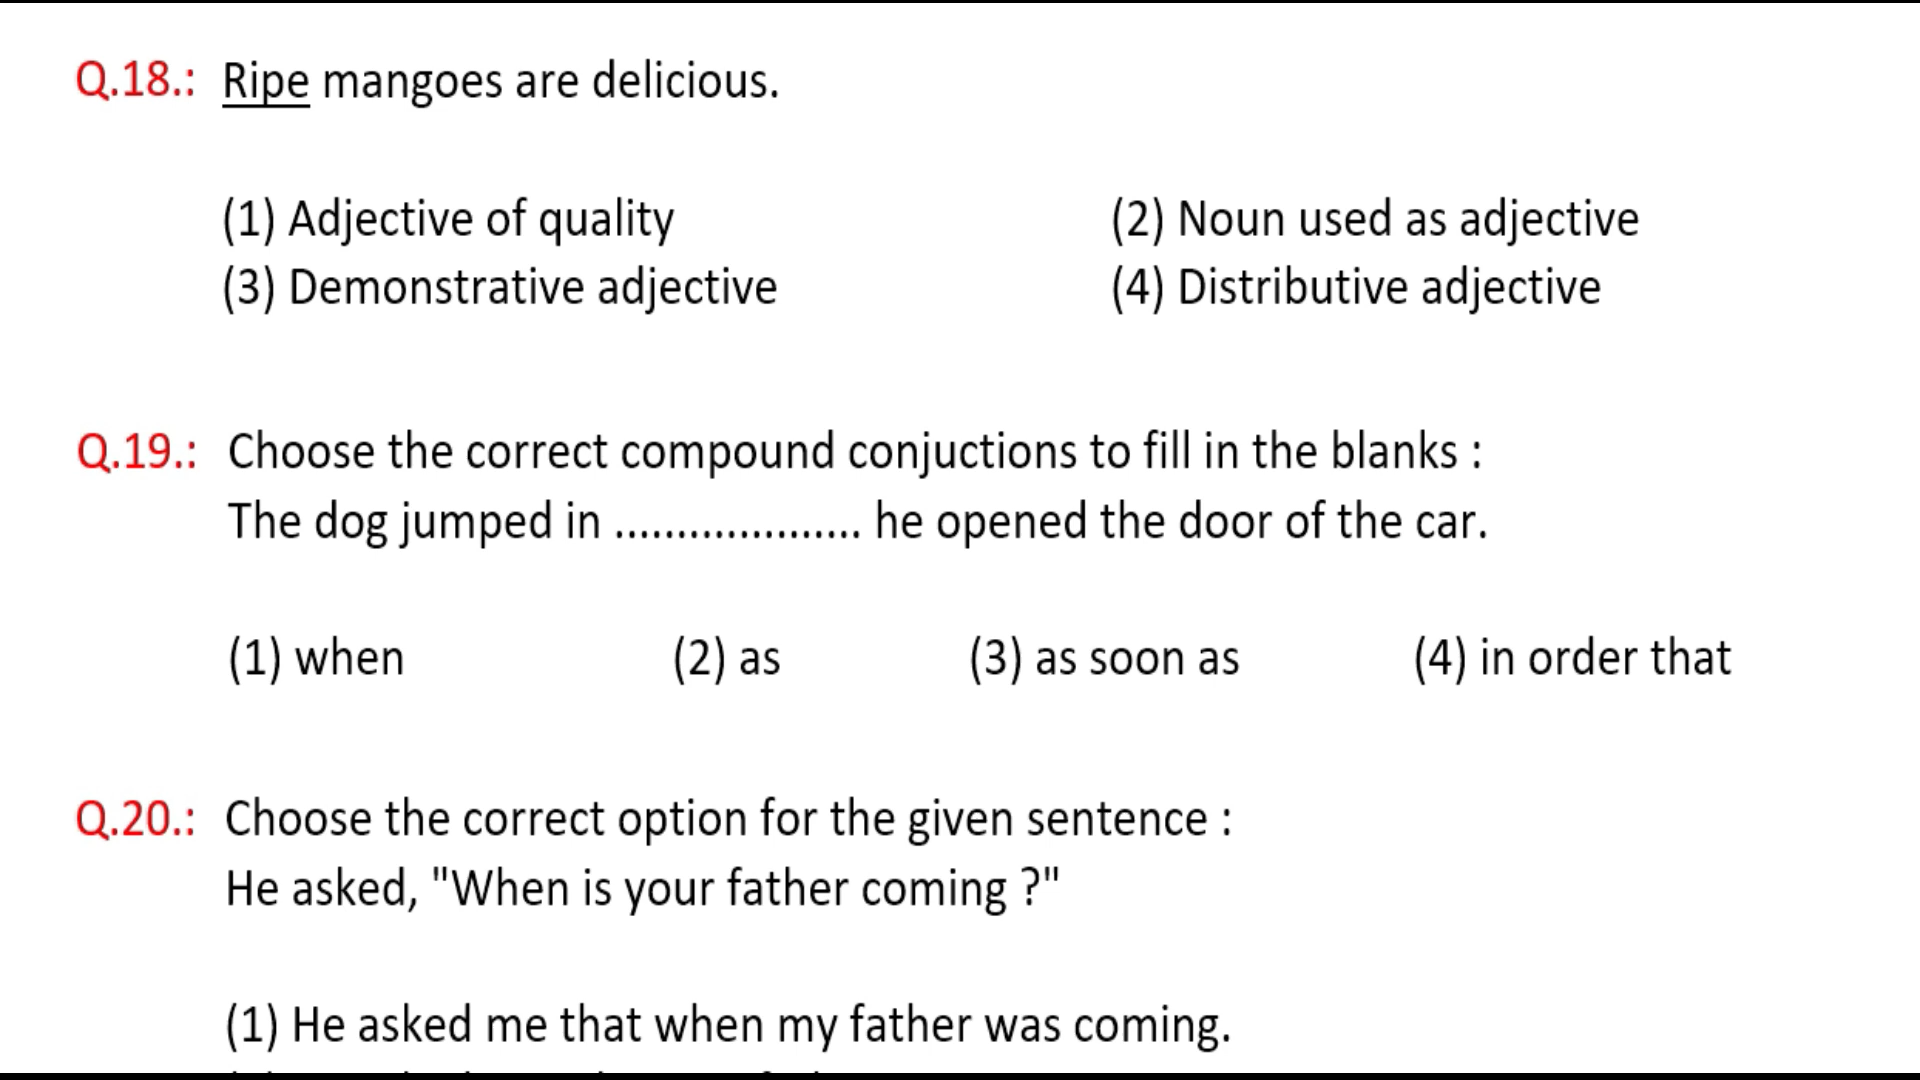 Q.18.: Ripe mangoes are delicious.
(1) Adjective of quality (2) Noun used as adjective
(3) Demonstrative adjective (4) Distributive adjective
Q.19.: Choose the correct compound conjuctions to fill in the blanks :
The dog jumped in .................... he opened the door of the car.
(1) when (2) as (3) as soon as (4) in order that
Q.20.: Choose the correct option for the given sentence :
He asked, "When is your father coming ?"
(1) He asked me that when my father was coming.